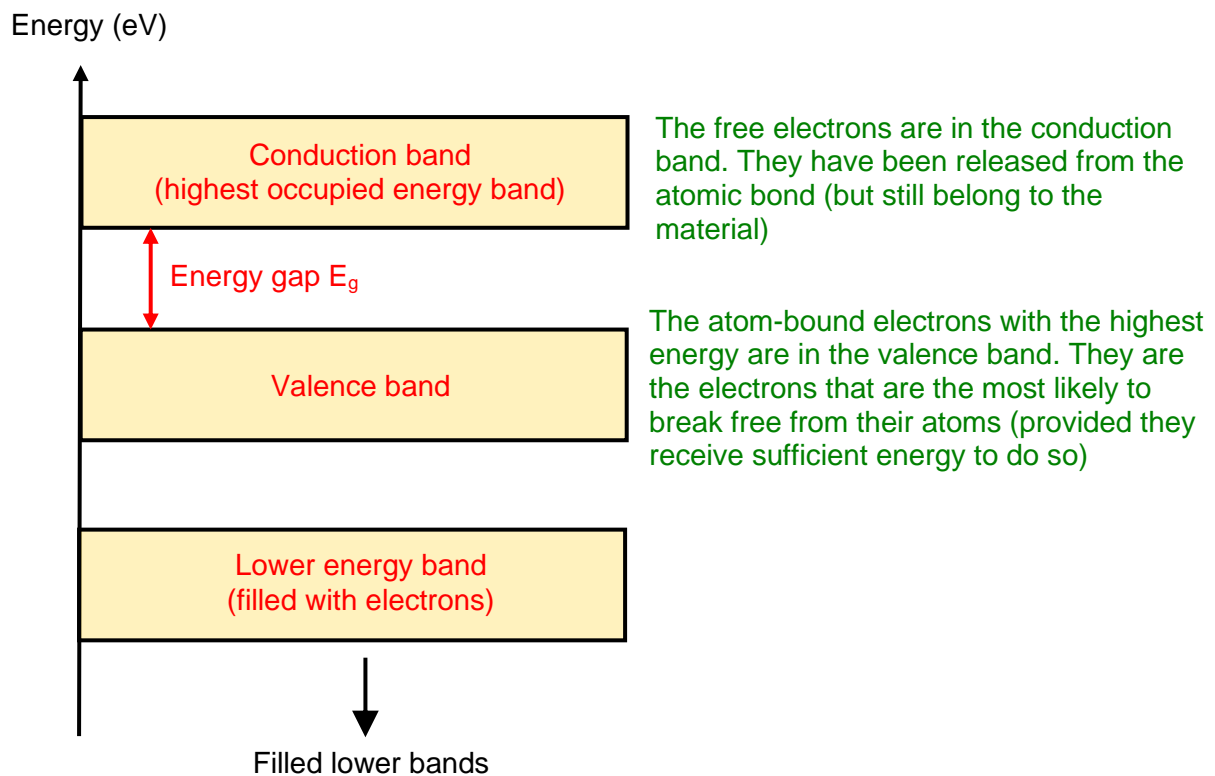 Energy (eV)
Conduction band
(highest occupied energy band)
The free electrons are in the conduction
band. They have been released from the
atomic bond (but still belong to the
material)
Energy gap Eg
Valence band
The atom-bound electrons with the highest
energy are in the valence band. They are
the electrons that are the most likely to
break free from their atoms (provided they
receive sufficient energy to do so)
Lower energy band
(filled with electrons)
Filled lower bands